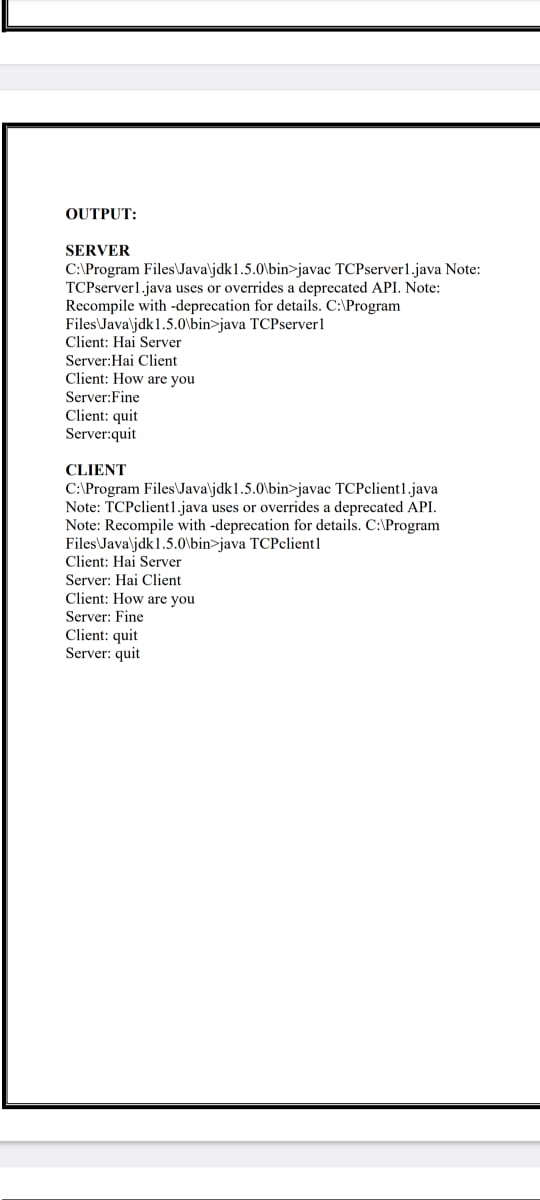 OUTPUT:
SERVER
C:\Program Files\Java\jdk1.5.0\bin>javac TCPserver1.java Note:
TCPserver1.java uses or overrides a deprecated API. Note:
Recompile with -deprecation for details. C:\Program
Files\Java\jdk1.5.0\bin>java TCPserver1
Client: Hai Server
Server:Hai Client
Client: How are you
Server:Fine
Client: quit
Server:quit
CLIENT
C:\Program Files\Java\jdk1.5.0\bin>javac TCPclient1.java
Note: TCPclient1.java uses or overrides a deprecated API.
Note: Recompile with -deprecation for details. C:\Program
Files\Java\jdk1.5.0\bin>java TCPclient1
Client: Hai Server
Server: Hai Client
Client: How are you
Server: Fine
Client: quit
Server: quit